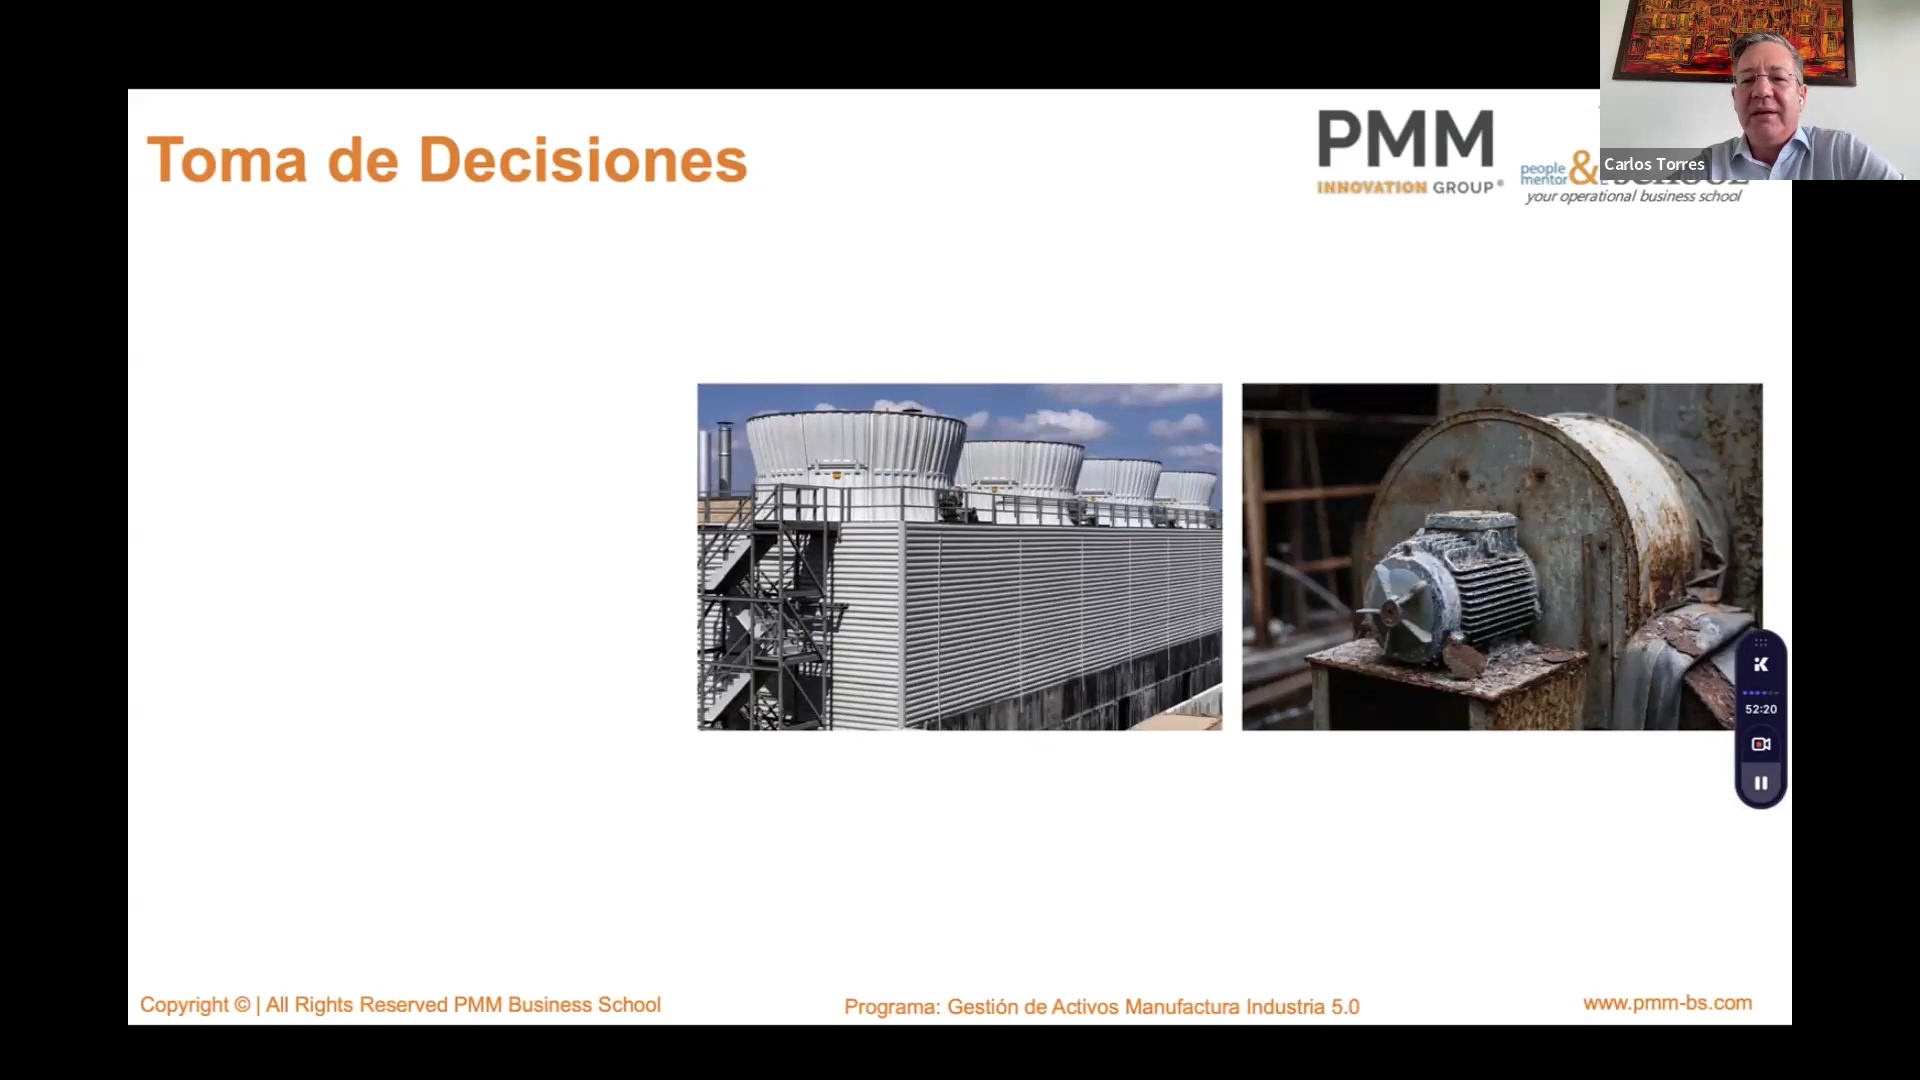 Toma de Decisiones
PMM
INNOVATION GROUP®
people
mentor
&
SCHOOL
your operational business school
Carlos Torres
52:20
Copyright © | All Rights Reserved PMM Business School
Programa: Gestión de Activos Manufactura Industria 5.0
www.pmm-bs.com